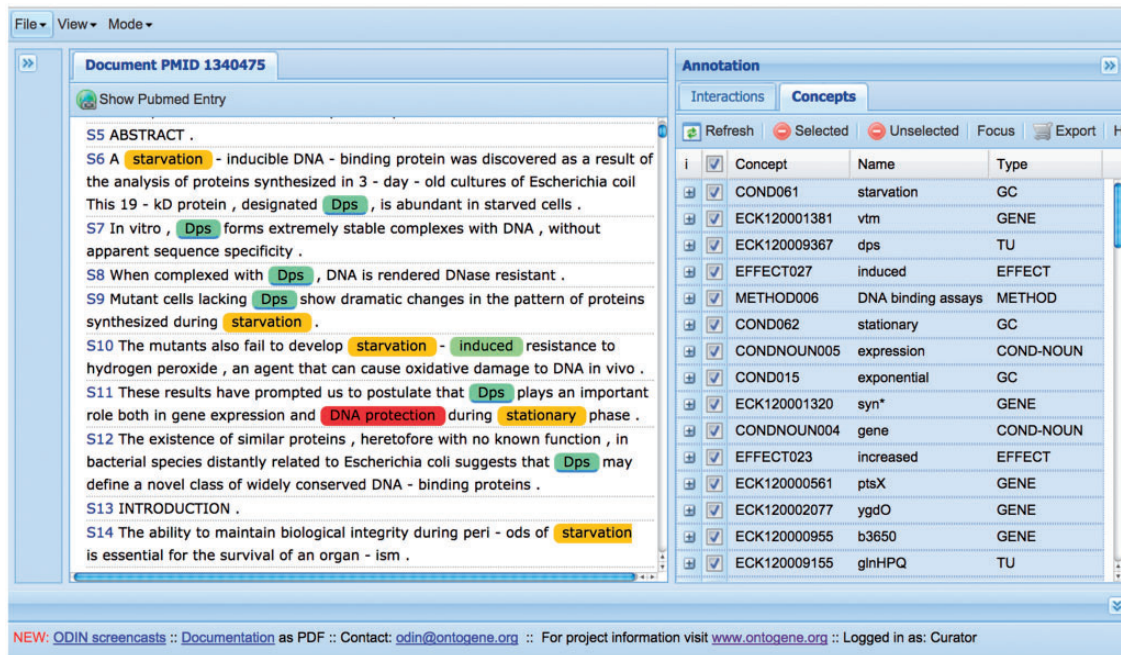 File View Mode
Document PMID 1340475
Show Pubmed Entry
S5 ABSTRACT .
S6 A starvation - inducible DNA - binding protein was discovered as a result of
the analysis of proteins synthesized in 3 - day - old cultures of Escherichia coil
This 19 - kD protein , designated Dps , is abundant in starved cells .
S7 In vitro , Dps forms extremely stable complexes with DNA , without
apparent sequence specificity .
S8 When complexed with Dps , DNA is rendered DNase resistant .
S9 Mutant cells lacking Dps show dramatic changes in the pattern of proteins
synthesized during starvation .
S10 The mutants also fail to develop starvation - induced resistance to
hydrogen peroxide , an agent that can cause oxidative damage to DNA in vivo .
S11 These results have prompted us to postulate that Dps plays an important
role both in gene expression and DNA protection during stationary phase .
S12 The existence of similar proteins , heretofore with no known function , in
bacterial species distantly related to Escherichia coli suggests that Dps may
define a novel class of widely conserved DNA - binding proteins .
S13 INTRODUCTION .
S14 The ability to maintain biological integrity during peri - ods of starvation
is essential for the survival of an organ - ism .
Annotation
Interactions Concepts
Refresh Selected Unselected Focus Export H
i Concept Name Type
COND061 starvation GC
ECK120001381 vtm GENE
ECK120009367 dps TU
EFFECT027 induced EFFECT
METHOD006 DNA binding assays METHOD
COND062 stationary GC
CONDNOUN005 expression COND-NOUN
COND015 exponential GC
ECK120001320 syn* GENE
CONDNOUN004 gene COND-NOUN
EFFECT023 increased EFFECT
ECK120000561 ptsX GENE
ECK120002077 ygdO GENE
ECK120000955 b3650 GENE
ECK120009155 glnHPQ TU
NEW: ODIN screencasts :: Documentation as PDF :: Contact: odin@ontogene.org :: For project information visit www.ontogene.org :: Logged in as: Curator